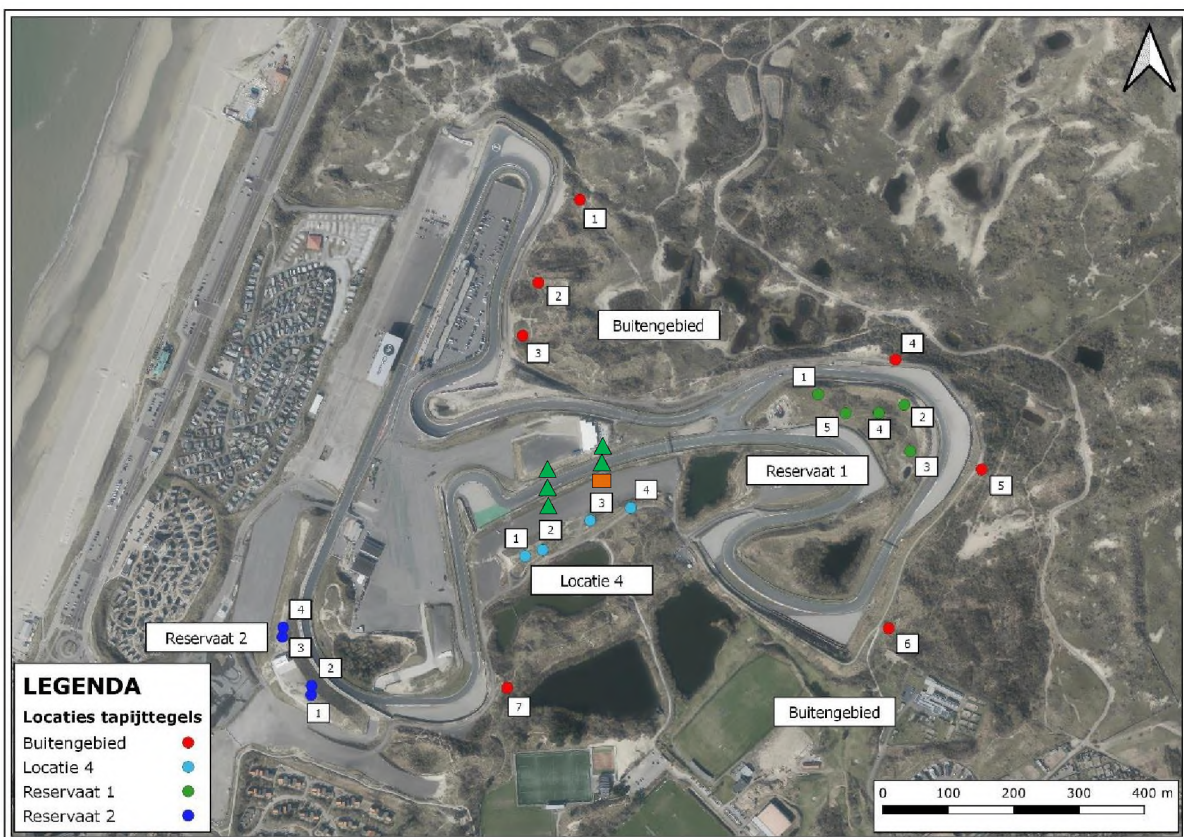 1
2
Buitengebied
3
4
1
5
4
2
Reservaat 1
3
5
4
3
2
1
Locatie 4
4
Reservaat 2
3
2
1
6
7
Buitengebied
LEGENDA
Locaties tapijttegels
Buitengebied
Locatie 4
Reservaat 1
Reservaat 2
0 100 200 300 400 m